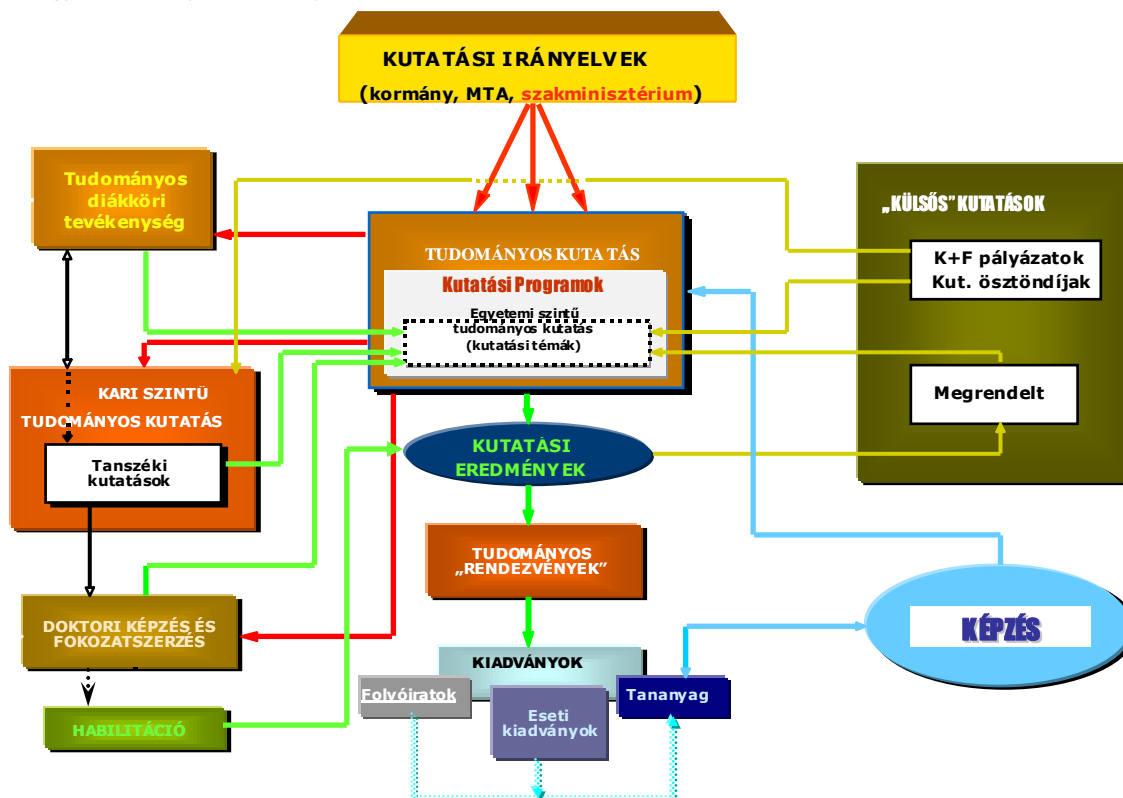 KUTATÁSI IRÁNYELVEK
(kormány, MTA, szakminisztérium)
Tudományos
diákköri
tevékenység
„KÜLSŐS” KUTATÁSOK
K+F pályázatok
Kut. ösztöndíjak
Megrendelt
TUDOMÁNYOS KUTATÁS
Kutatási Programok
Egyetemi szintű
tudományos kutatás
(kutatási témák)
KARI SZINTŰ
TUDOMÁNYOS KUTATÁS
Tanszéki
kutatások
KUTATÁSI
EREDMÉNYEK
TUDOMÁNYOS
„RENDEZVÉNYEK”
DOKTORI KÉPZÉS ÉS
FOKOZATSZERZÉS
KÉPZÉS
KIADVÁNYOK
Folyóiratok
Eseti
kiadványok
Tananyag
HABILITÁCIÓ